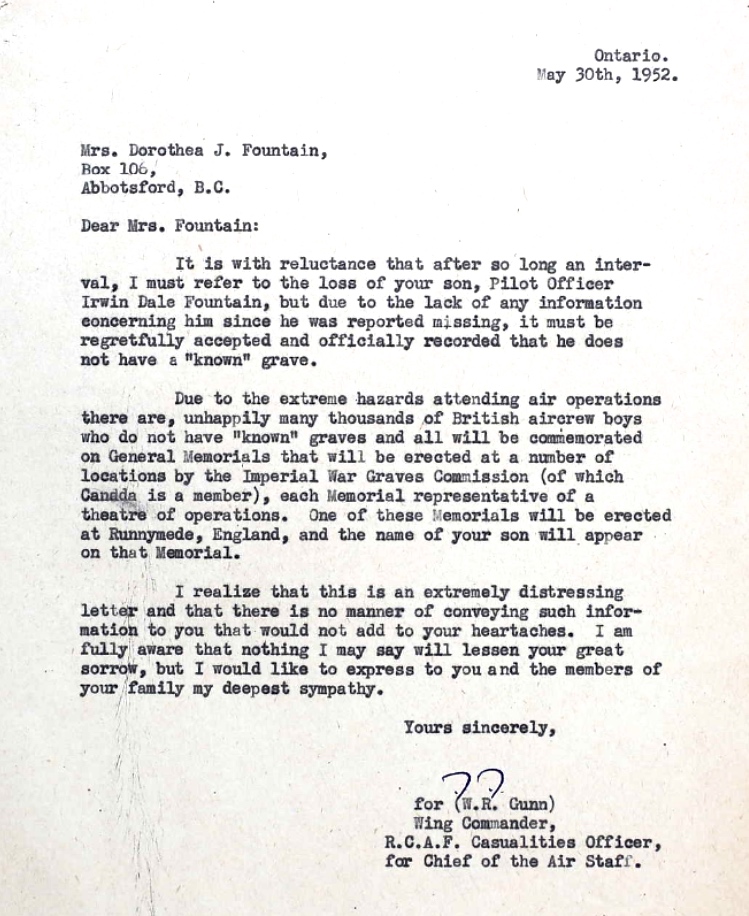 Ontario.
May 30th, 1952.
Mrs. Dorothea J. Fountain,
Box 106,
Abbotsford, B.C.
Dear Mrs. Fountain:
It is with reluctance that after so long an inter-
val, I must refer to the loss of your son, Pilot Officer
Irwin Dale Fountain, but due to the lack of any information
concerning him since he was reported missing, it must be
regretfully accepted and officially recorded that he does
not have a "known" grave.
Due to the extreme hazards attending air operations
there are, unhappily many thousands of British aircrew boys
who do not have "known" graves and all will be commemorated
on General Memorials that will be erected at a number of
locations by the Imperial War Graves Commission (of which
Canada is a member), each Memorial representative of a
theatre of operations. One of these Memorials will be erected
at Runnymede, England, and the name of your son will appear
on that Memorial.
I realize that this is an extremely distressing
letter and that there is no manner of conveying such infor-
mation to you that would not add to your heartaches. I am
fully aware that nothing I may say will lessen your great
sorrow, but I would like to express to you and the members of
your family my deepest sympathy.
Yours sincerely,
for (W.R. Gunn)
Wing Commander,
R.C.A.F. Casualities Officer,
for Chief of the Air Staff.